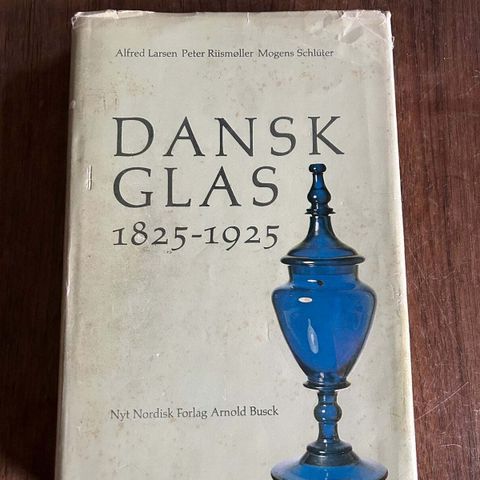 Alfred Larsen Peter Riismøller Mogens Schlüter
DANSK
GLAS
1825-1925
Nyt Nordisk Forlag Arnold Busck